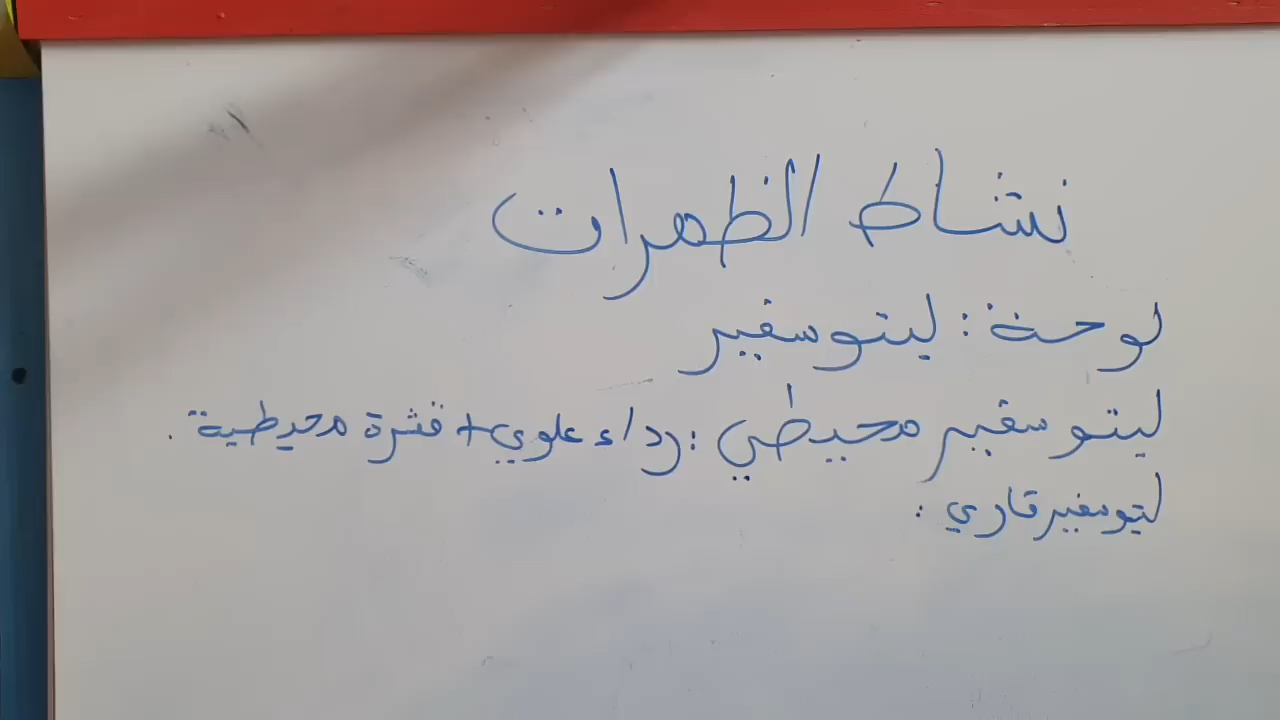 نشاط الظهرات
لوحة : ليتوسفير
ليتوسفير محيطي : رداء علوي + قشرة محيطية .
ليتوسفير قاري :